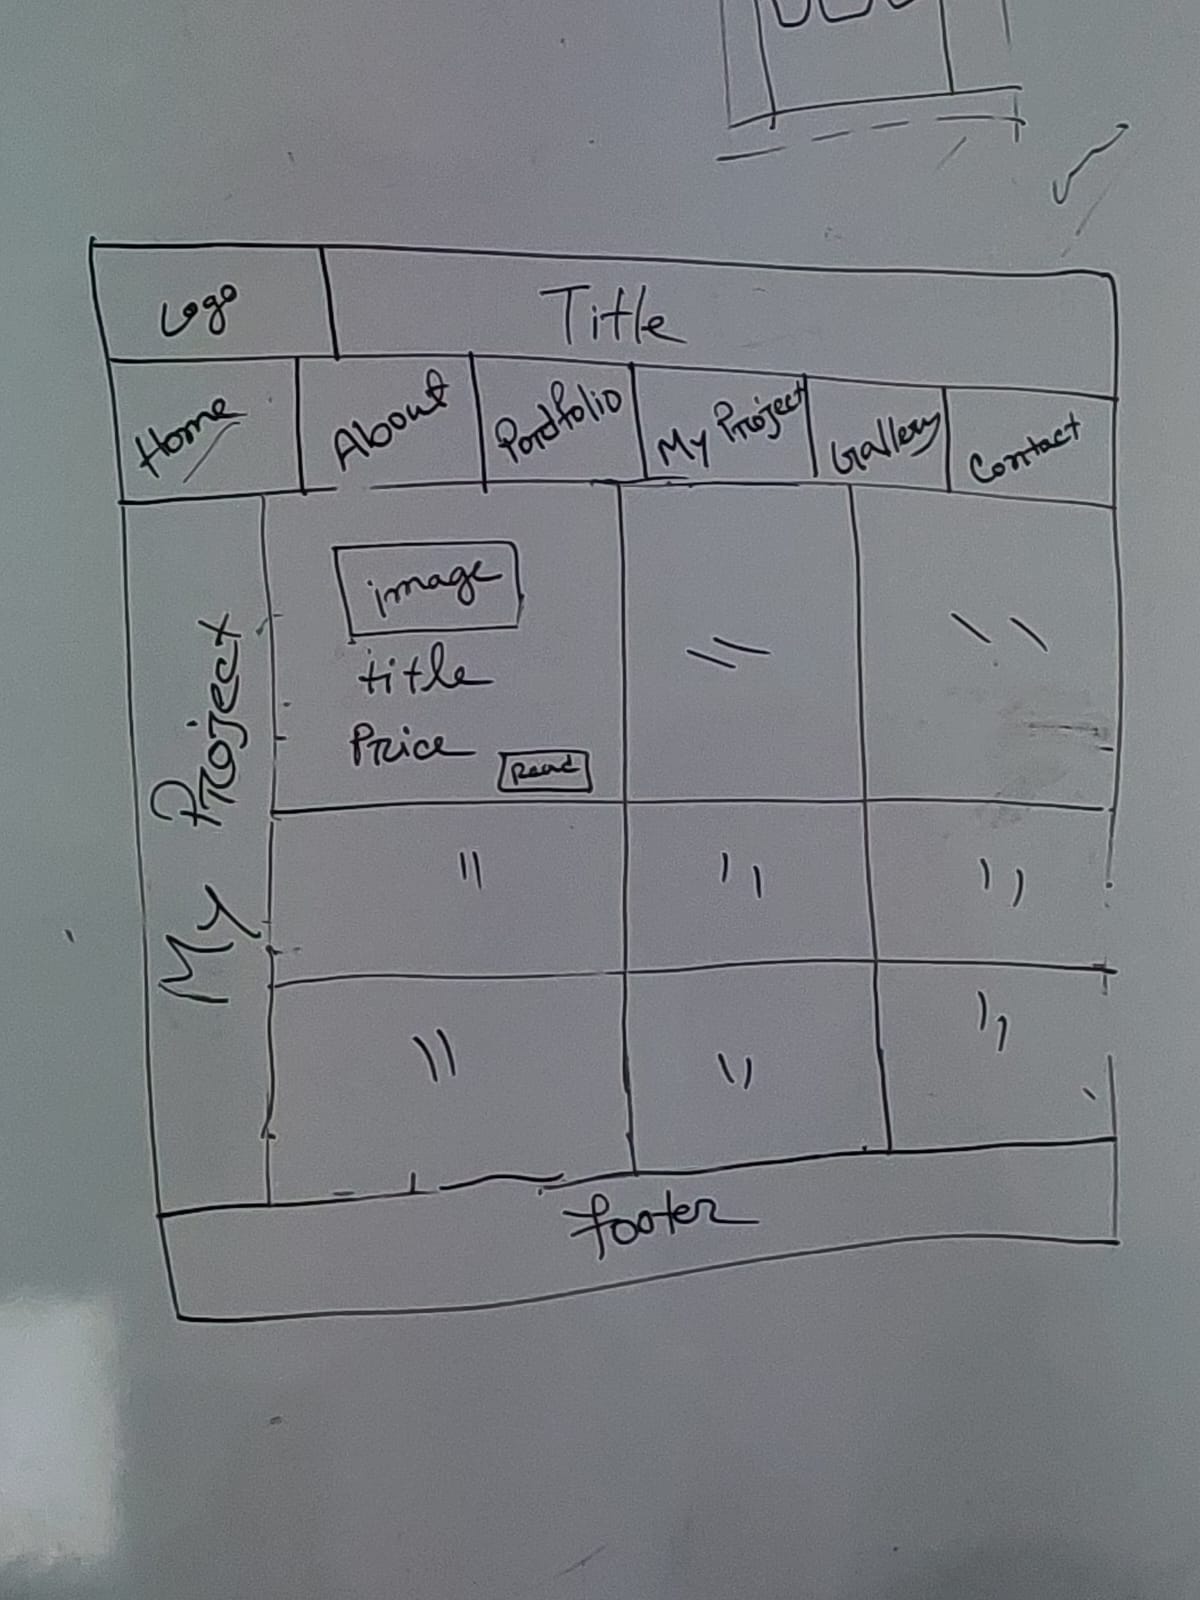 Logo
Title
Home
About
Portfolio
My Project
Gallery
Contact
My Project
image
title
Price
Read
footer